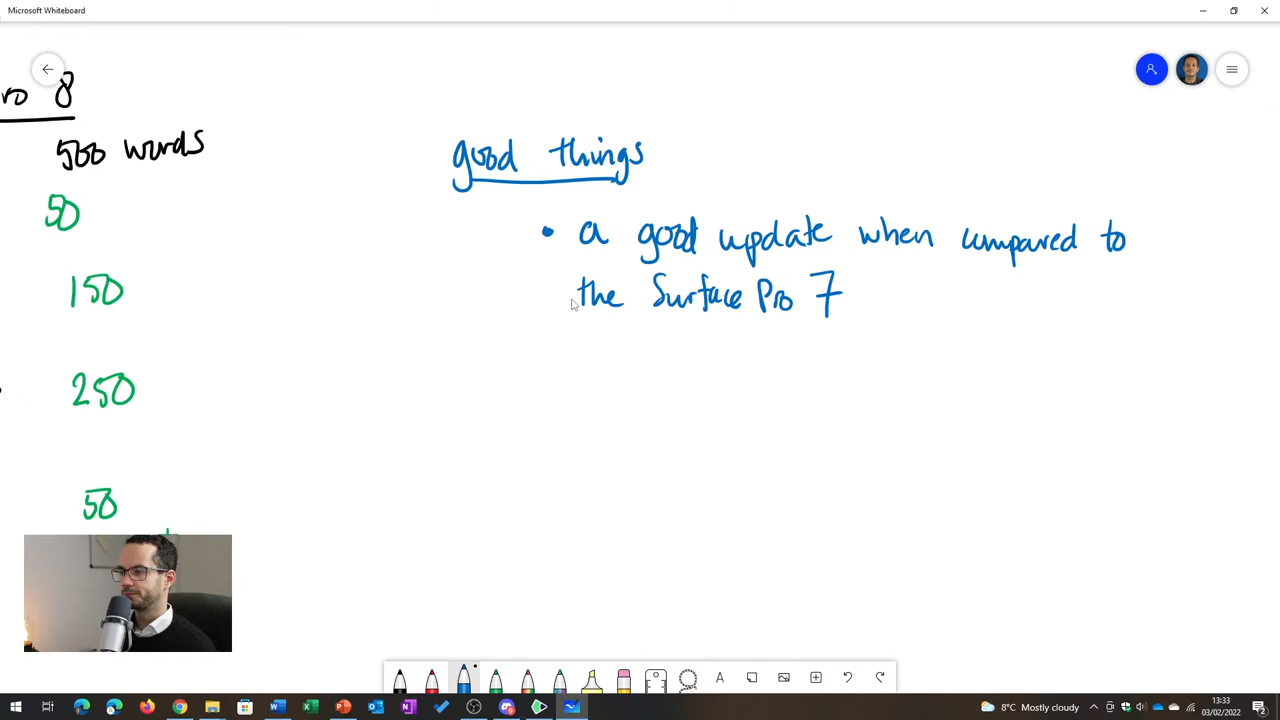 Microsoft Whiteboard
ro 8
500 words
50
150
250
50
good things
• a good update when compared to
the Surface Pro 7
A
8°C Mostly cloudy
13:33
03/02/2022
2